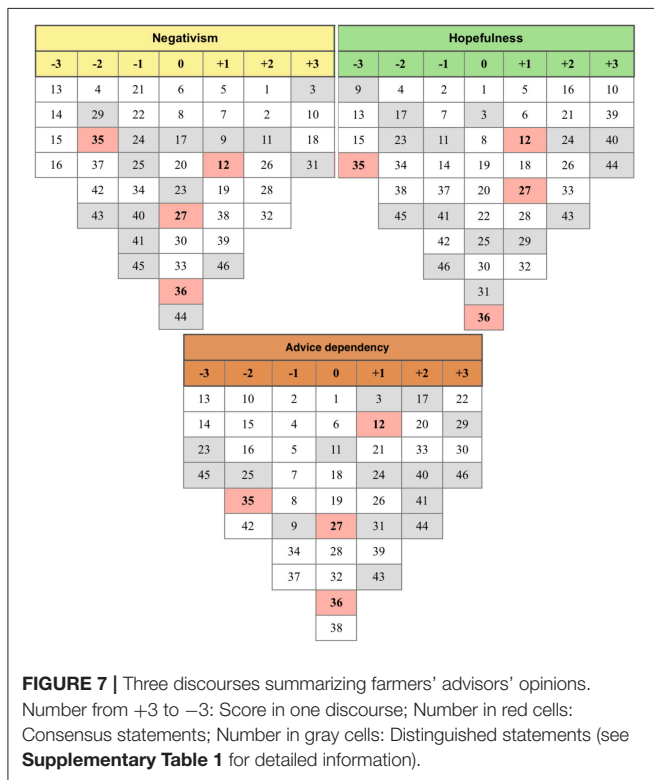 Negativism
-3 -2 -1 0 +1 +2 +3
13 4 21 6 5 1 3
14 29 22 8 7 2 10
15 35 24 17 9 11 18
16 37 25 20 12 26 31
42 34 23 19 28
43 40 27 38 32
41 30 39
45 33 46
36
44
Hopefulness
-3 -2 -1 0 +1 +2 +3
9 4 2 1 5 16 10
13 17 7 3 6 21 39
15 23 11 8 12 24 40
35 34 14 19 18 26 44
38 37 20 27 33
45 41 22 28 43
42 25 29
46 30 32
31
36
Advice dependency
-3 -2 -1 0 +1 +2 +3
13 10 2 1 3 17 22
14 15 4 6 12 20 29
23 16 5 11 21 33 30
45 25 7 18 24 40 46
35 8 19 26 41
42 9 27 31 44
34 28 39
37 32 43
36
38
FIGURE 7 | Three discourses summarizing farmers' advisors' opinions.
Number from +3 to −3: Score in one discourse; Number in red cells:
Consensus statements; Number in gray cells: Distinguished statements (see
Supplementary Table 1 for detailed information).